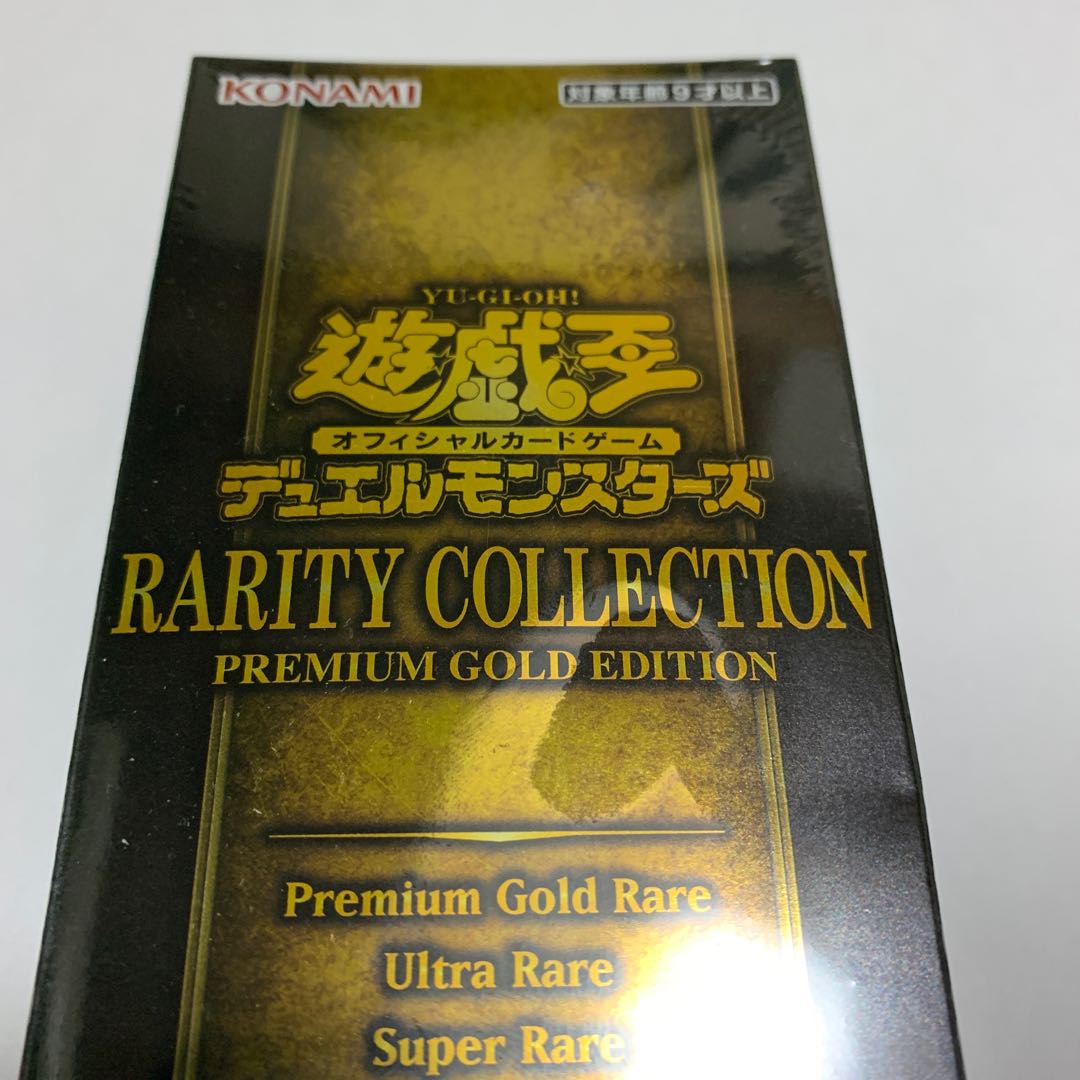 KONAMI
対象年齢9才以上
YU-GI-OH!
遊☆戯☆王
オフィシャルカードゲーム
デュエルモンスターズ
RARITY COLLECTION
PREMIUM GOLD EDITION
Premium Gold Rare
Ultra Rare
Super Rare